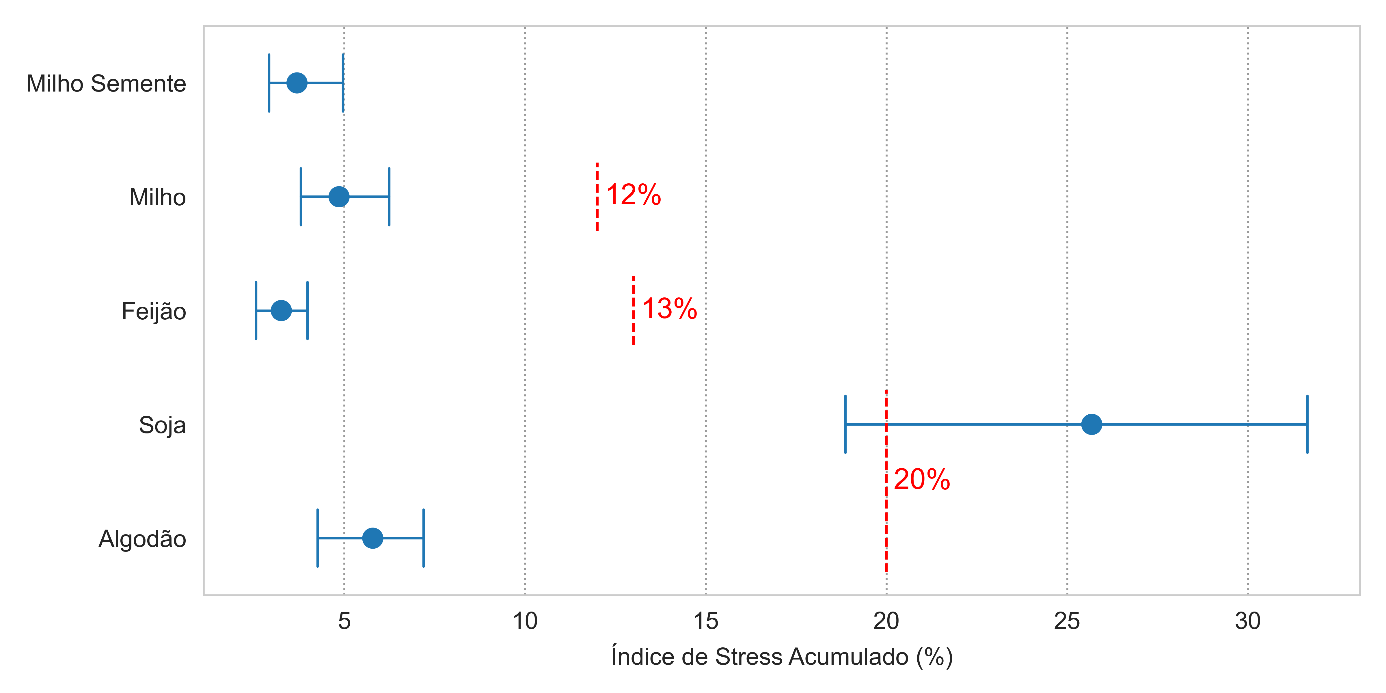 Milho Semente
Milho
12%
Feijão
13%
Soja
20%
Algodão
5 10 15 20 25 30
Índice de Stress Acumulado (%)